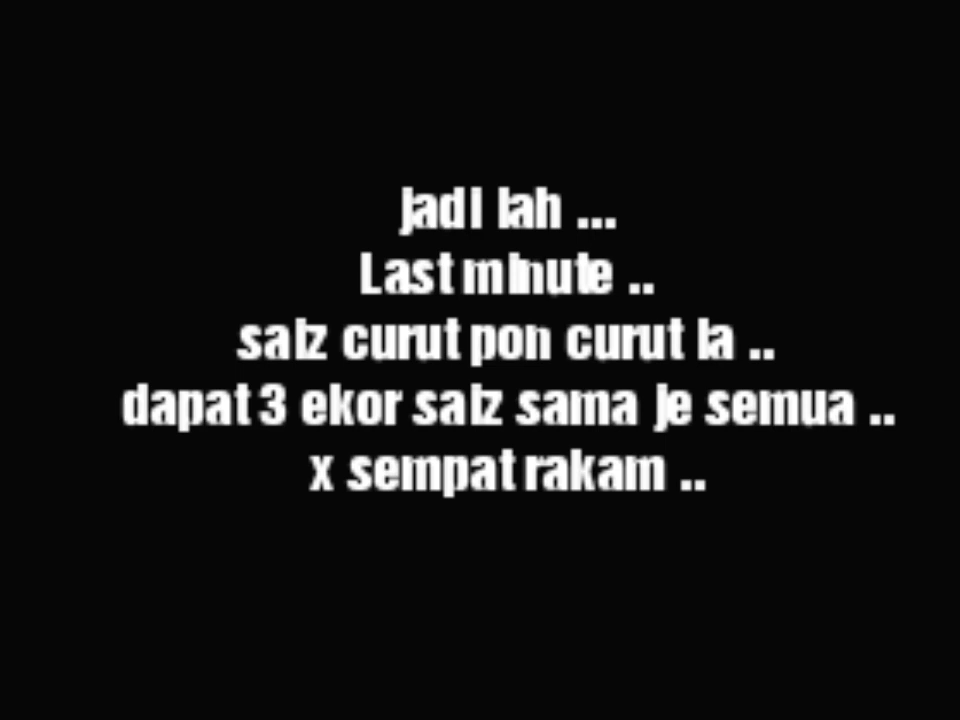 jadi lah ...
Last minute ..
saiz curut pon curut la ..
dapat 3 ekor saiz sama je semua ..
x sempat rakam ..